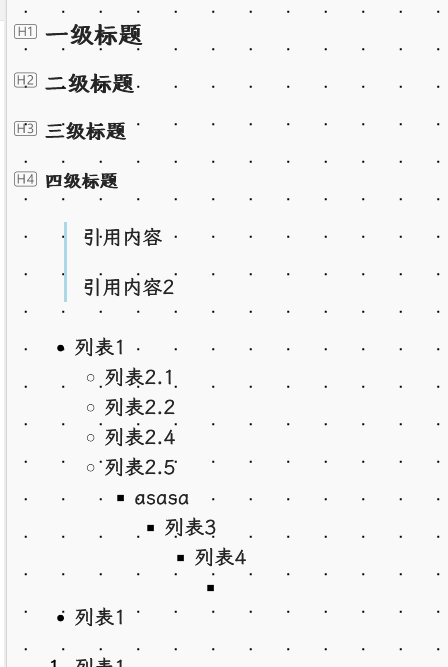 H1 一级标题
H2 二级标题
H3 三级标题
H4 四级标题
引用内容
引用内容2
列表1
列表2.1
列表2.2
列表2.4
列表2.5
asasa
列表3
列表4
列表1
1. 列表1